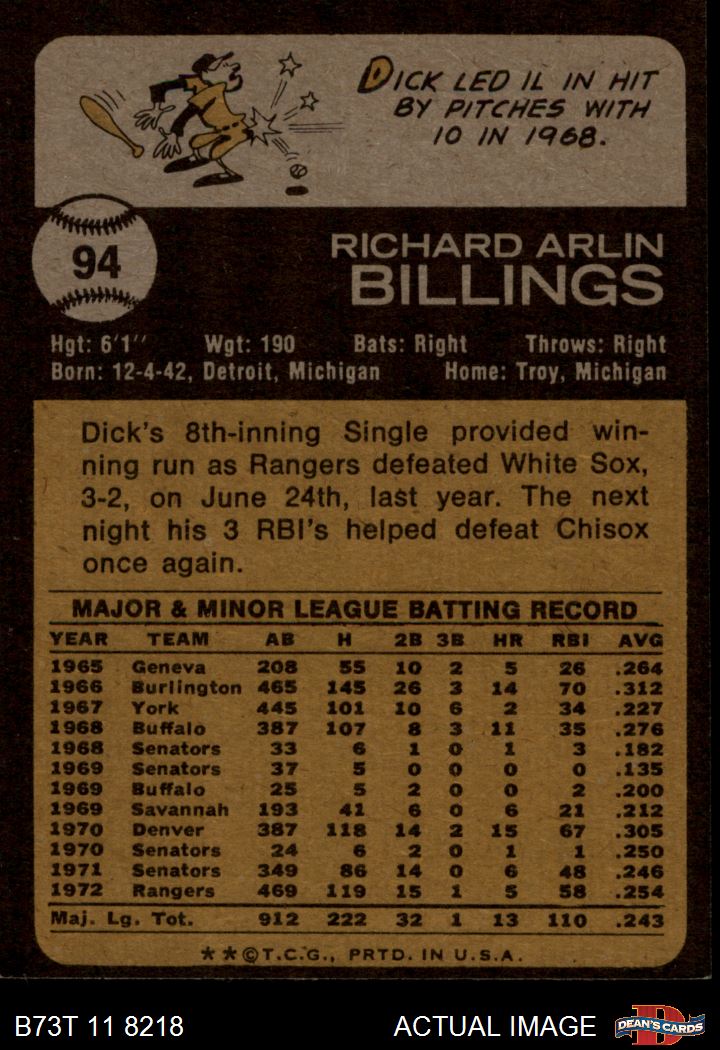 DICK LED IL IN HIT
BY PITCHES WITH
10 IN 1968.
94
RICHARD ARLIN
BILLINGS
Hgt: 6'1" Wgt: 190 Bats: Right Throws: Right
Born: 12-4-42, Detroit, Michigan Home: Troy, Michigan
Dick's 8th-inning Single provided win-
ning run as Rangers defeated White Sox,
3-2, on June 24th, last year. The next
night his 3 RBI's helped defeat Chisox
once again.
MAJOR & MINOR LEAGUE BATTING RECORD
YEAR TEAM AB H 2B 3B HR RBI AVG
1965 Geneva 208 55 10 2 5 26 .264
1966 Burlington 465 145 26 3 14 70 .312
1967 York 445 101 10 6 2 34 .227
1968 Buffalo 387 107 8 3 11 35 .276
1968 Senators 33 6 1 0 1 3 .182
1969 Senators 37 5 0 0 0 0 .135
1969 Buffalo 25 5 2 0 0 2 .200
1969 Savannah 193 41 6 0 6 21 .212
1970 Denver 387 118 14 2 15 67 .305
1970 Senators 24 6 2 0 1 1 .250
1971 Senators 349 86 14 0 6 48 .246
1972 Rangers 469 119 15 1 5 58 .254
Maj. Lg. Tot. 912 222 32 1 13 110 .243
**©T.C.G., PRTD. IN U.S.A.
B73T 11 8218 ACTUAL IMAGE DEAN'S CARDS